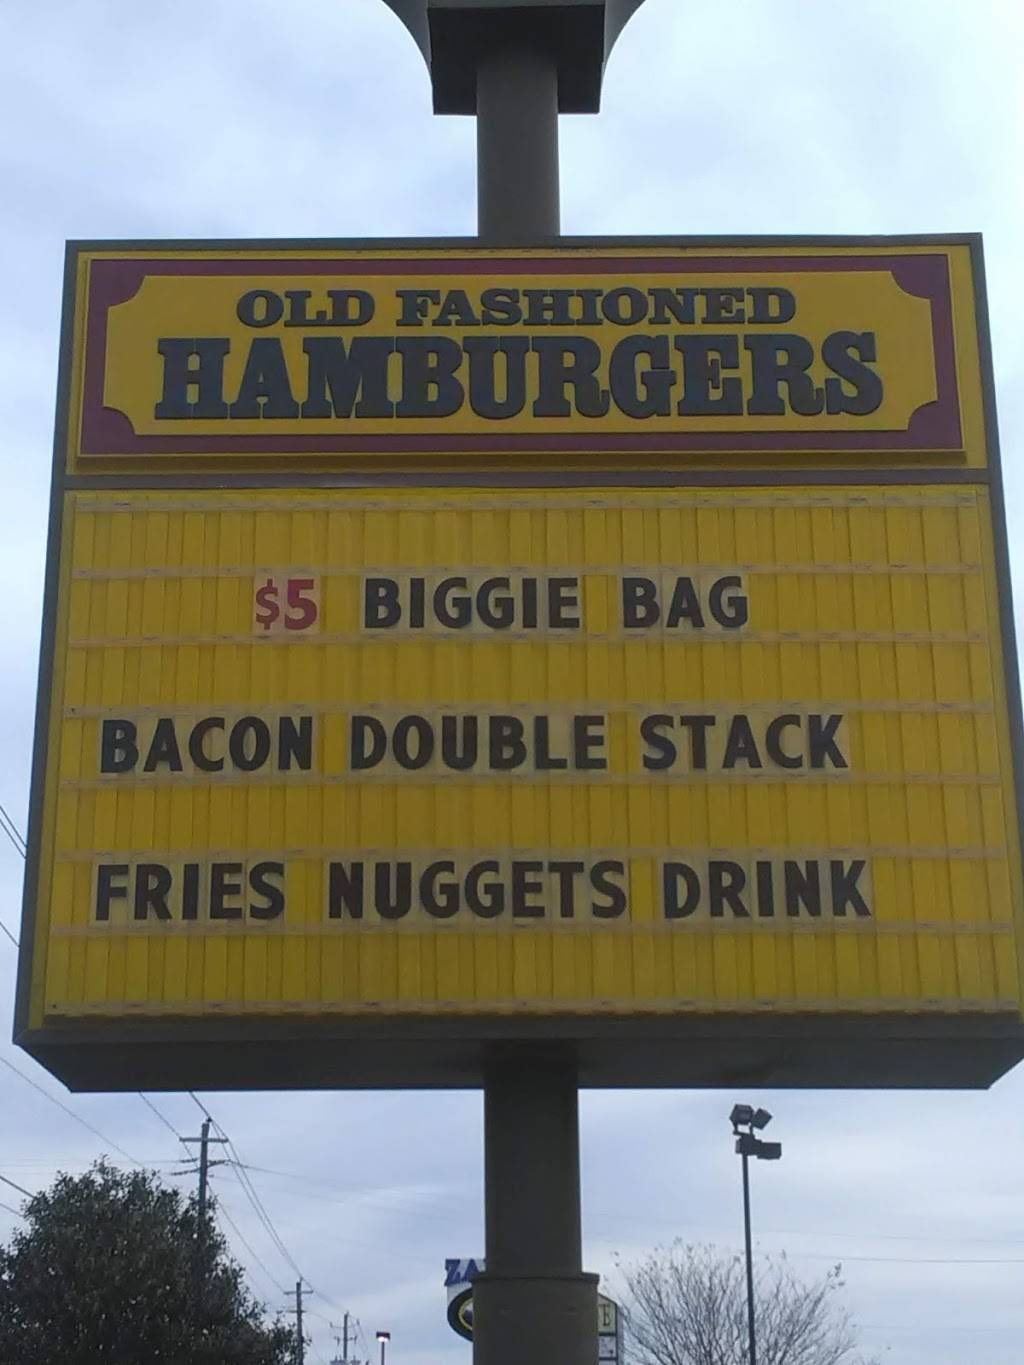 OLD FASHIONED
HAMBURGERS
$5 BIGGIE BAG
BACON DOUBLE STACK
FRIES NUGGETS DRINK